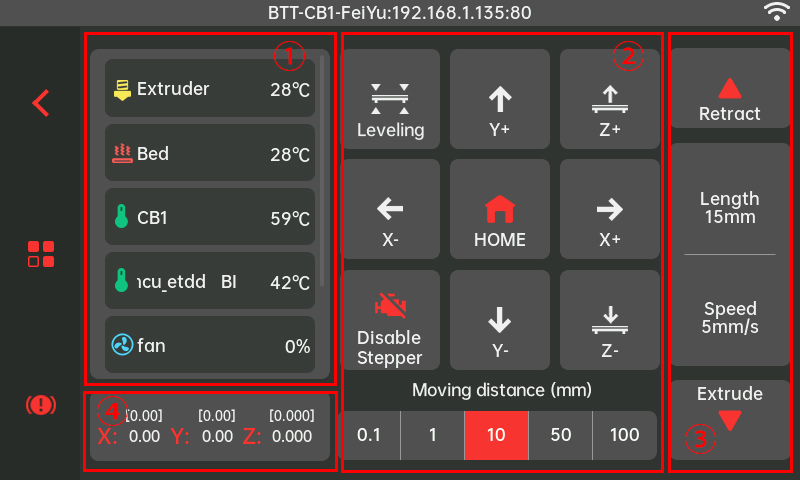 BTT-CB1-FeiYu:192.168.1.135:80
①
Extruder 28℃
Bed 28℃
CB1 59℃
ncu_etdd BI 42℃
fan 0%
④
[0.00] [0.00] [0.000]
X: 0.00 Y: 0.00 Z: 0.000
②
Leveling
Y+
Z+
X-
HOME
X+
Disable
Stepper
Y-
Z-
Moving distance (mm)
0.1 1 10 50 100
Retract
Length
15mm
Speed
5mm/s
Extrude
③